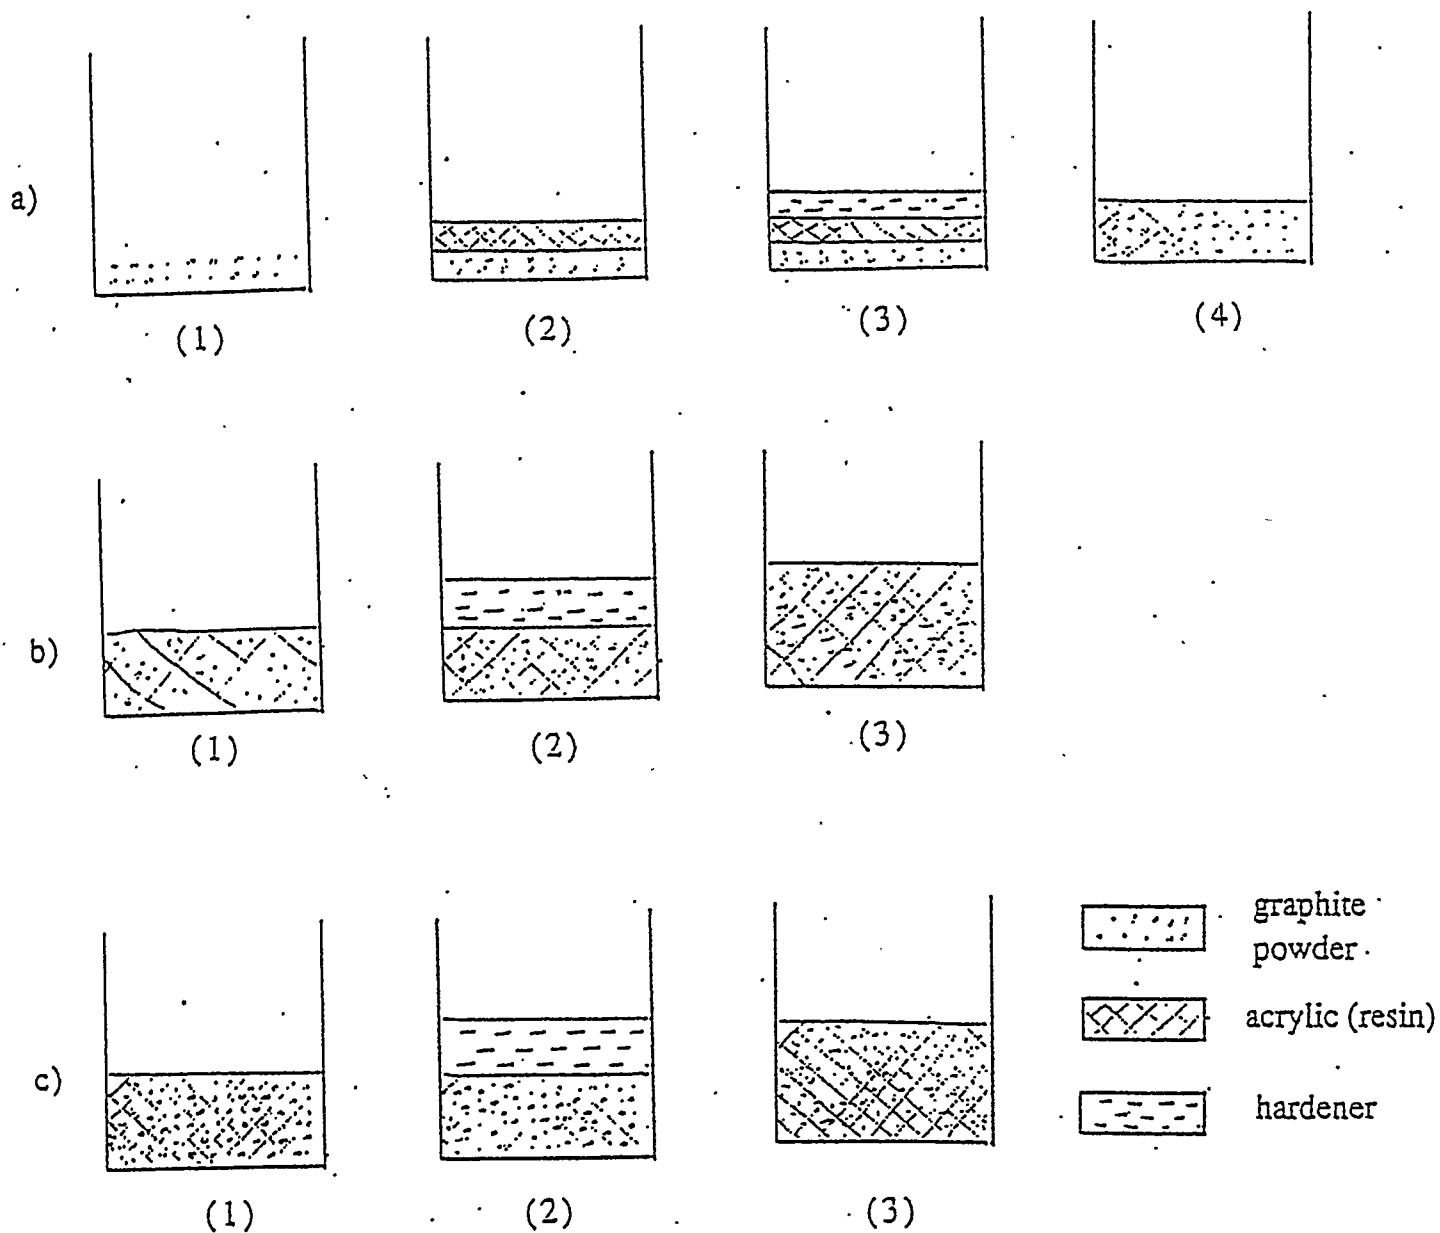 a)
(1)
(2)
(3)
(4)
b)
(1)
(2)
(3)
c)
(1)
(2)
(3)
graphite
powder
acrylic (resin)
hardener